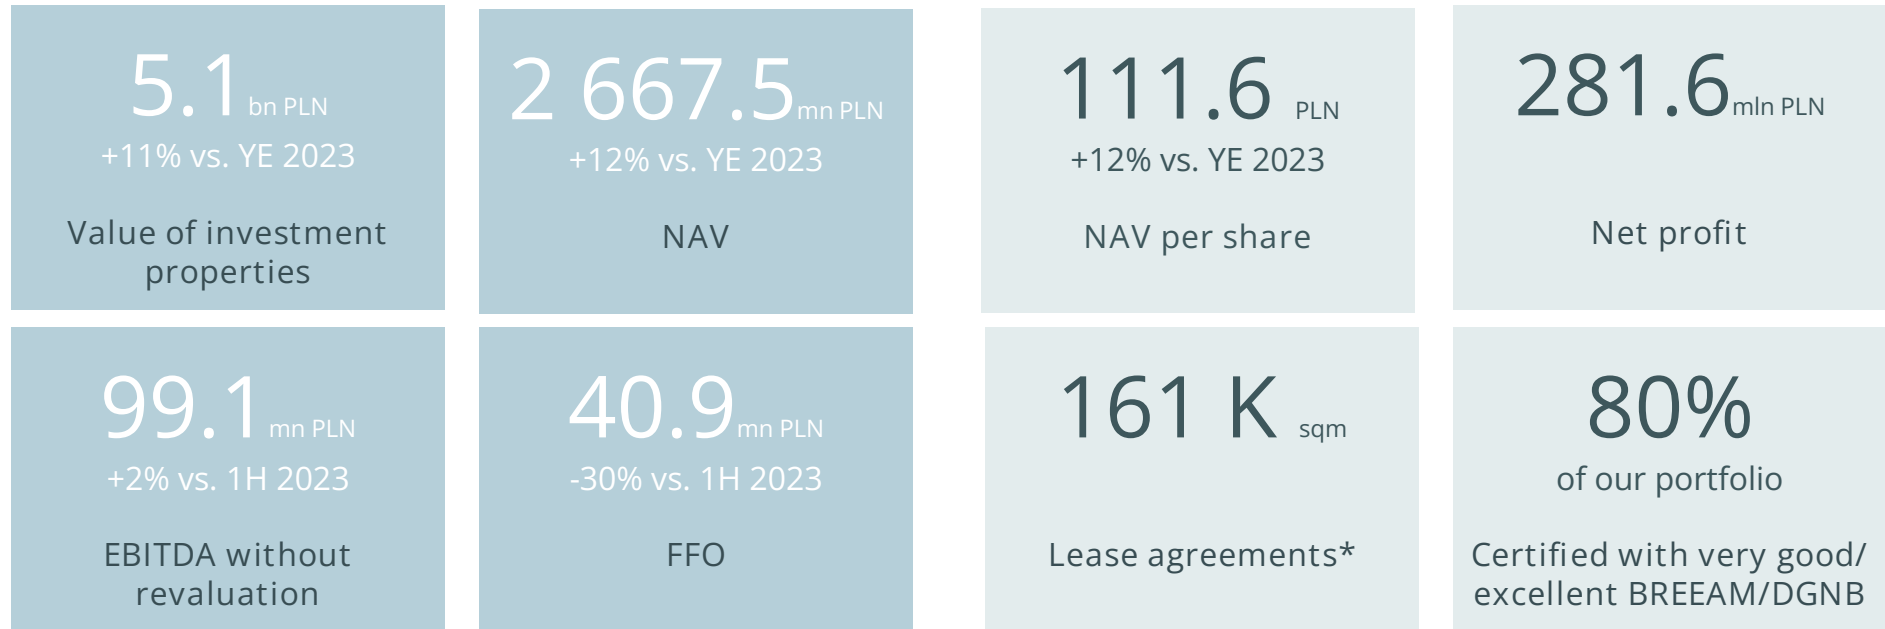 5.1 bn PLN
+11% vs. YE 2023
Value of investment
properties
2 667.5 mn PLN
+12% vs. YE 2023
NAV
111.6 PLN
+12% vs. YE 2023
NAV per share
281.6 mln PLN
Net profit
99.1 mn PLN
+2% vs. 1H 2023
EBITDA without
revaluation
40.9 mn PLN
-30% vs. 1H 2023
FFO
161 K sqm
Lease agreements*
80%
of our portfolio
Certified with very good/
excellent BREEAM/DGNB